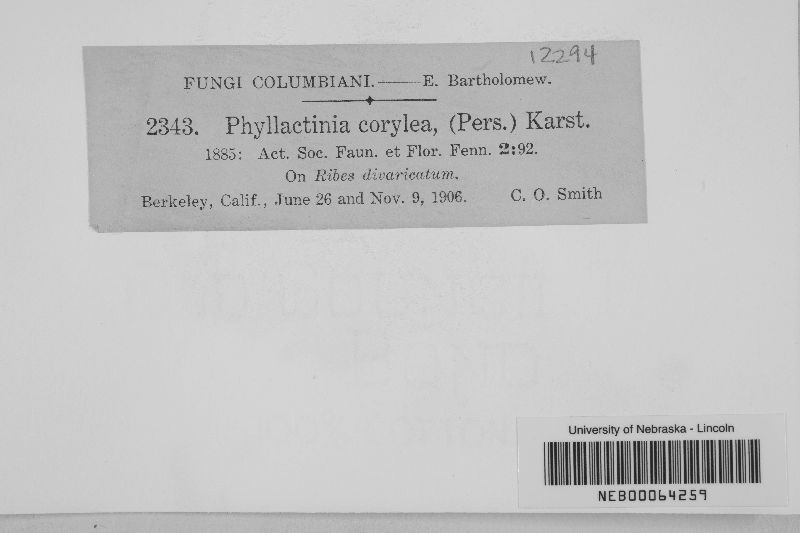 12294
FUNGI COLUMBIANI.—E. Bartholomew.
2343. Phyllactinia corylea, (Pers.) Karst.
1885: Act. Soc. Faun. et Flor. Fenn. 2:92.
On Ribes divaricatum.
Berkeley, Calif., June 26 and Nov. 9, 1906. C. O. Smith
University of Nebraska - Lincoln
NEB00064259